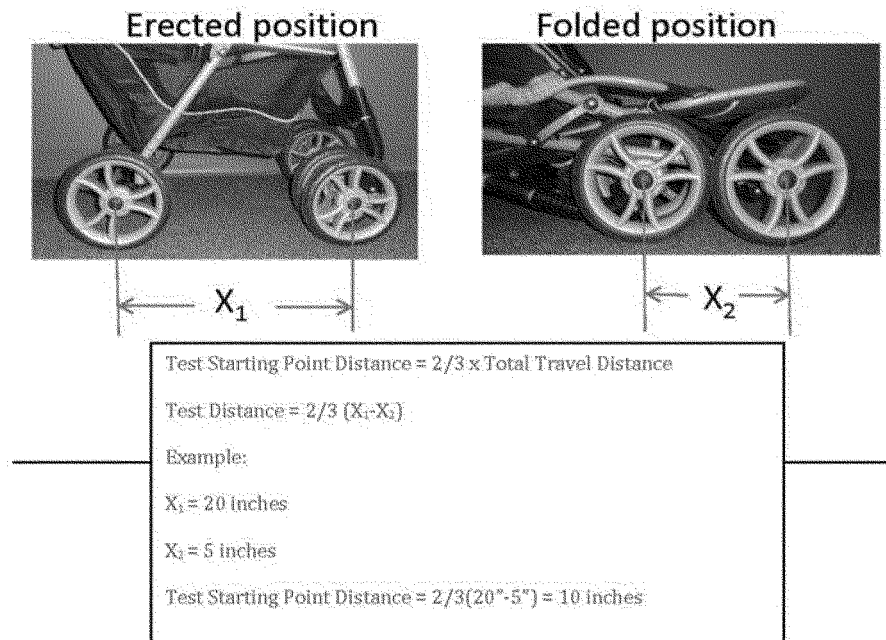 Erected position
Folded position
X₁
X₂
Test Starting Point Distance = 2/3 x Total Travel Distance
Test Distance = 2/3 (X₁-X₂)
Example:
X₁ = 20 inches
X₂ = 5 inches
Test Starting Point Distance = 2/3(20"-5") = 10 inches